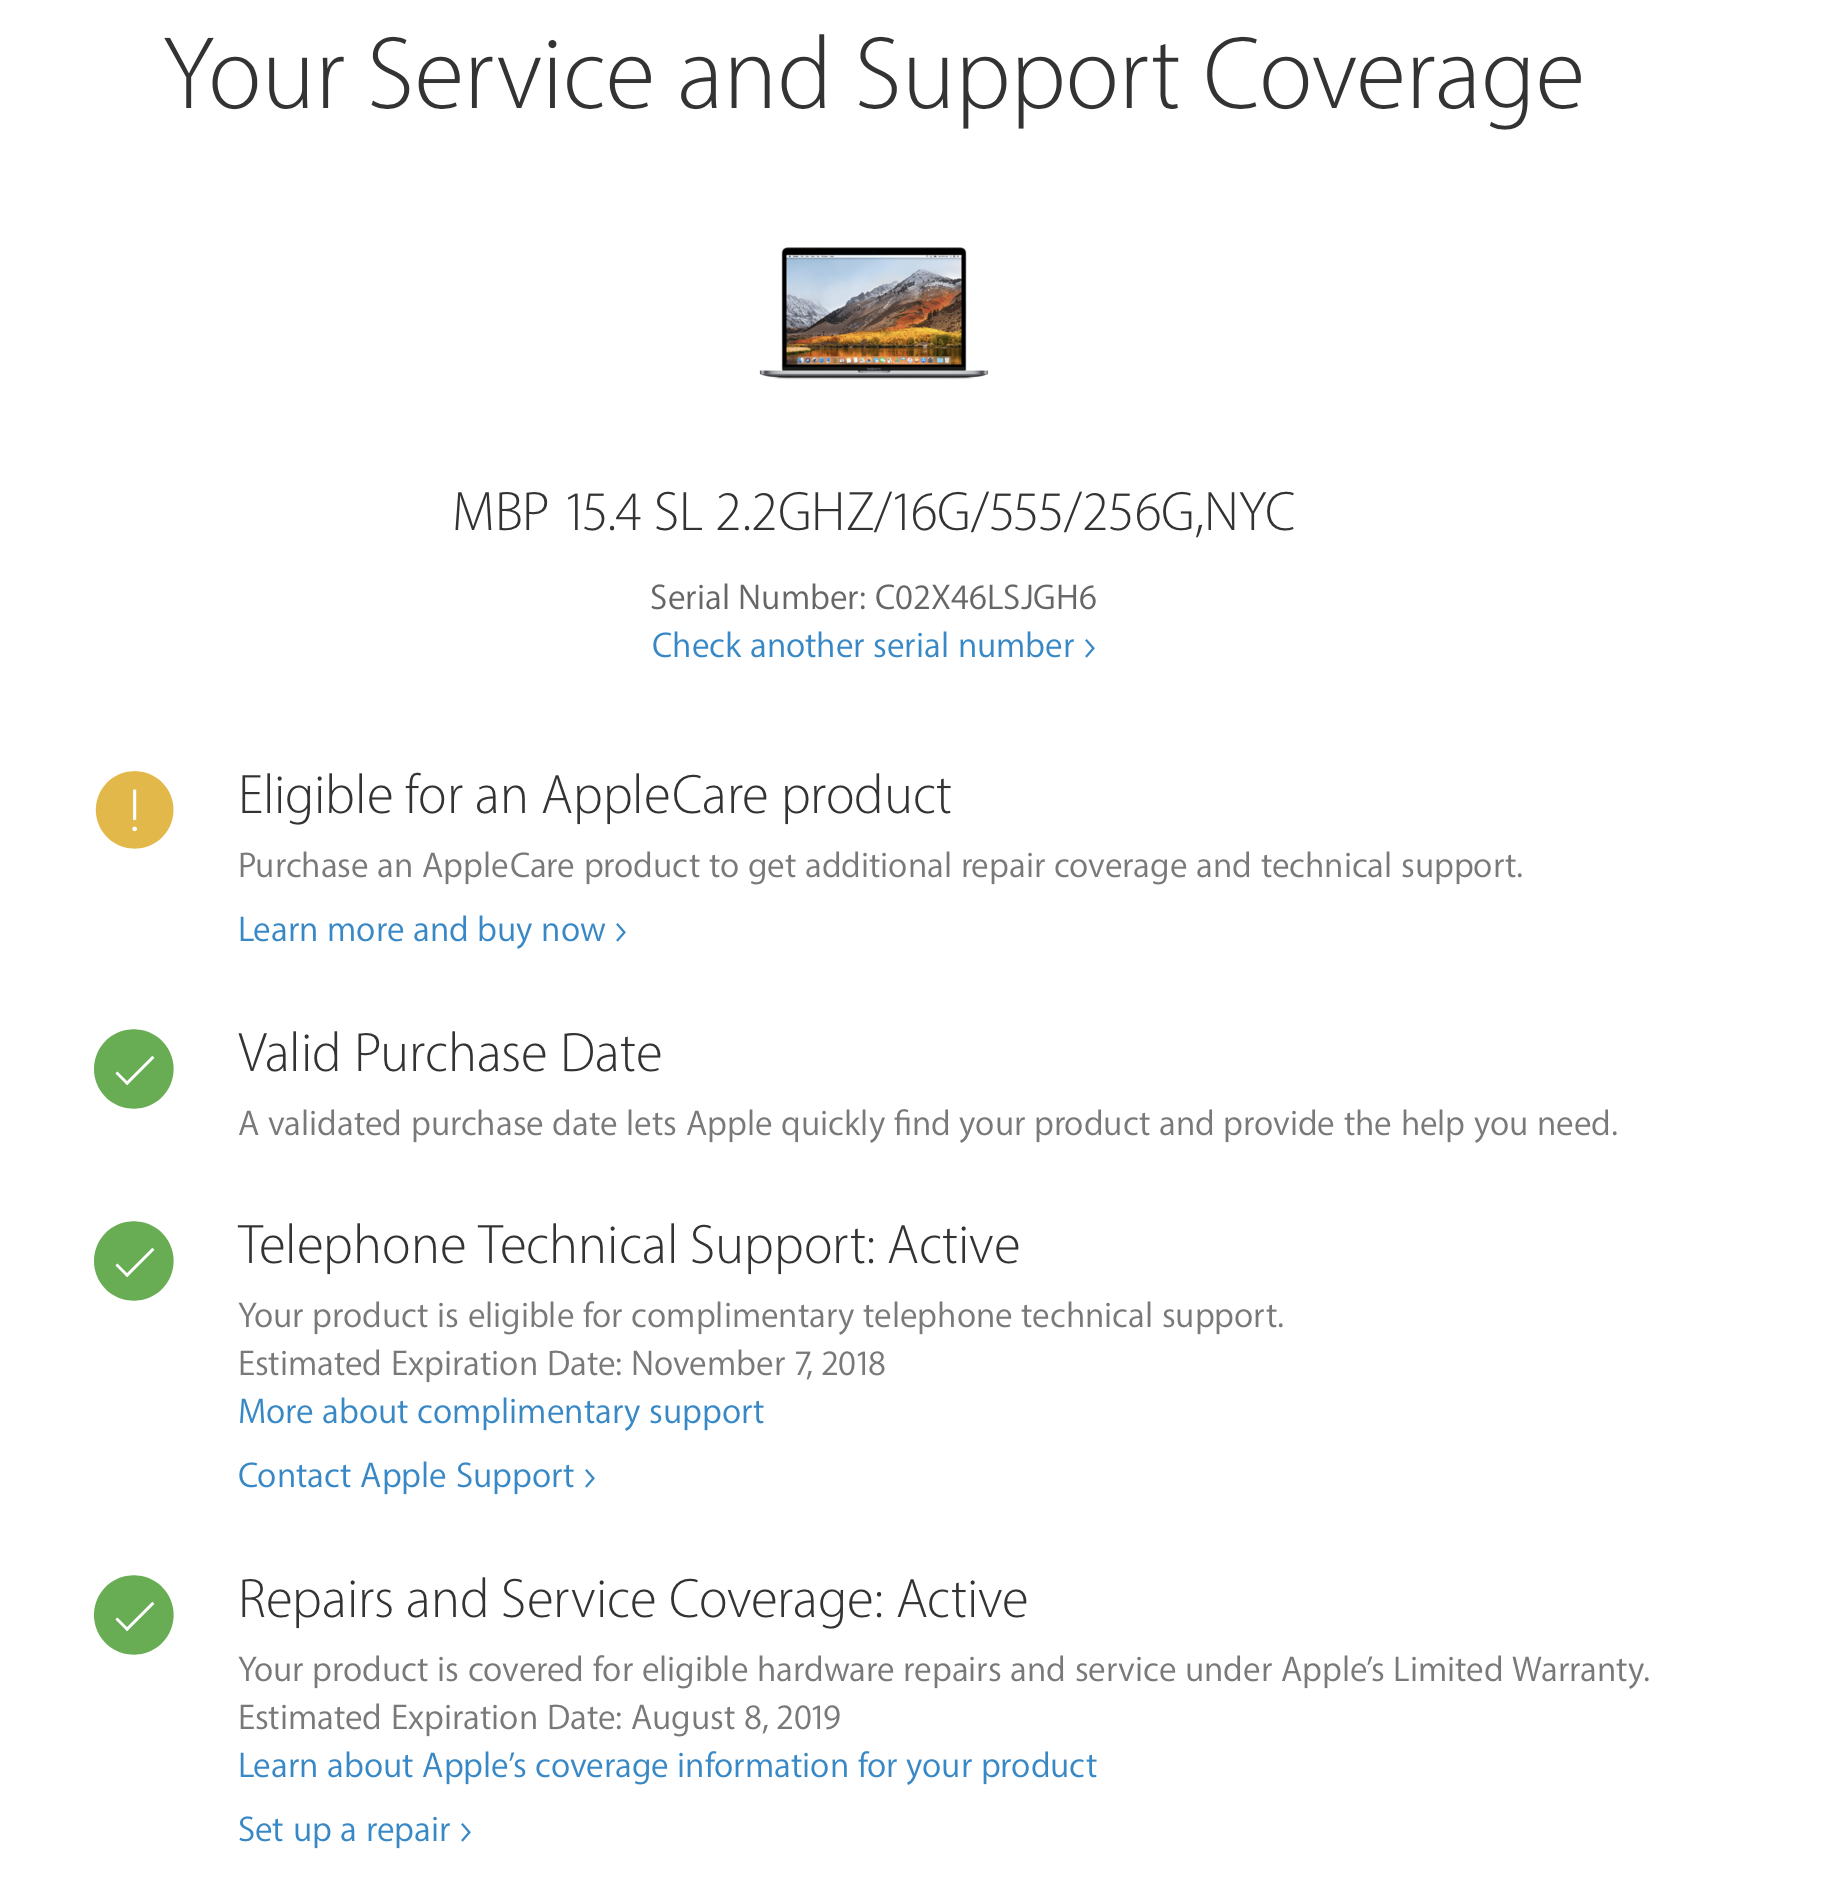 Your Service and Support Coverage
MBP 15.4 SL 2.2GHZ/16G/555/256G,NYC
Serial Number: C02X46LSJGH6
Check another serial number ›
Eligible for an AppleCare product
Purchase an AppleCare product to get additional repair coverage and technical support.
Learn more and buy now ›
Valid Purchase Date
A validated purchase date lets Apple quickly find your product and provide the help you need.
Telephone Technical Support: Active
Your product is eligible for complimentary telephone technical support.
Estimated Expiration Date: November 7, 2018
More about complimentary support
Contact Apple Support ›
Repairs and Service Coverage: Active
Your product is covered for eligible hardware repairs and service under Apple’s Limited Warranty.
Estimated Expiration Date: August 8, 2019
Learn about Apple’s coverage information for your product
Set up a repair ›